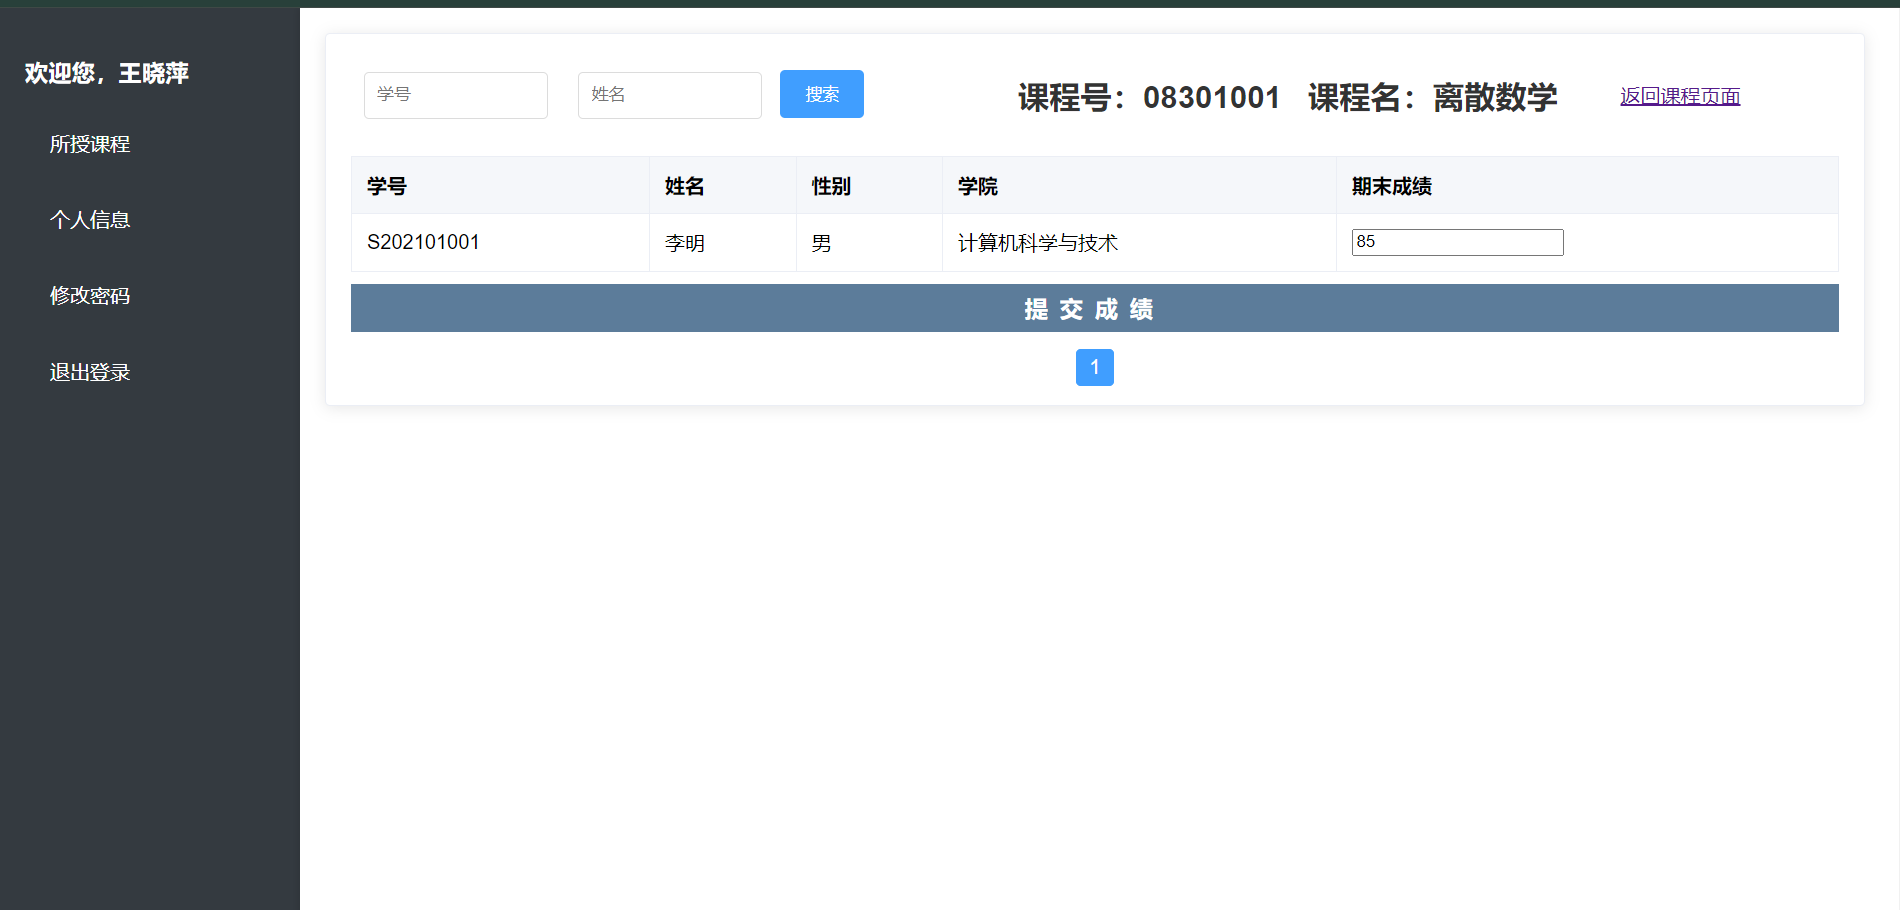 欢迎您，王晓萍
所授课程
个人信息
修改密码
退出登录
学号 姓名 搜索 课程号：08301001 课程名：离散数学 返回课程页面
学号 姓名 性别 学院 期末成绩
S202101001 李明 男 计算机科学与技术 85
提 交 成 绩
1